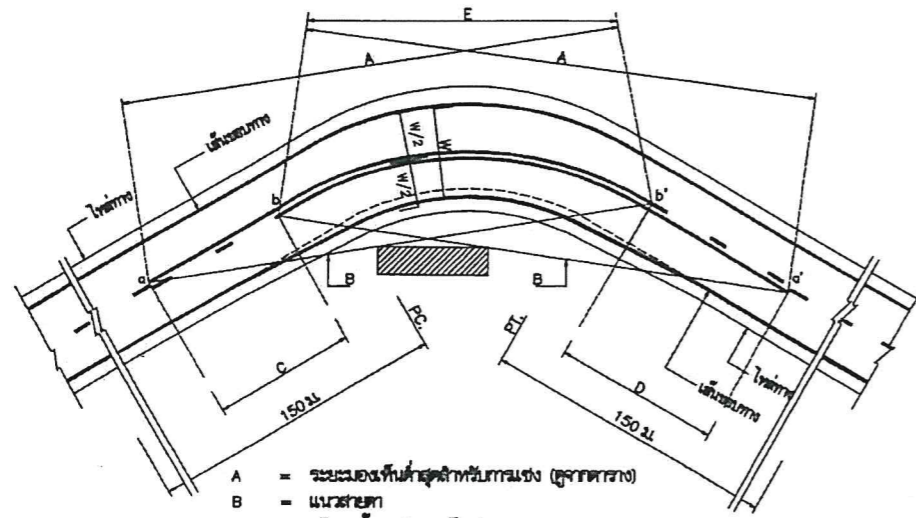 E
A
A
เส้นขอบทาง
ไหล่ทาง
W/2
W
W/2
b
b'
a
a'
B
B
PC.
PT.
C
D
150 ม.
150 ม.
ไหล่ทาง
เส้นขอบทาง
A = ระยะมองเห็นต่ำสุดสำหรับการแซง (ดูจากตาราง)
B = แนวสายตา